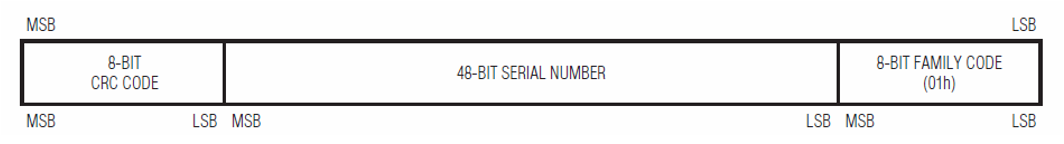 MSB LSB
8-BIT CRC CODE 48-BIT SERIAL NUMBER 8-BIT FAMILY CODE (01h)
MSB LSB MSB LSB MSB LSB